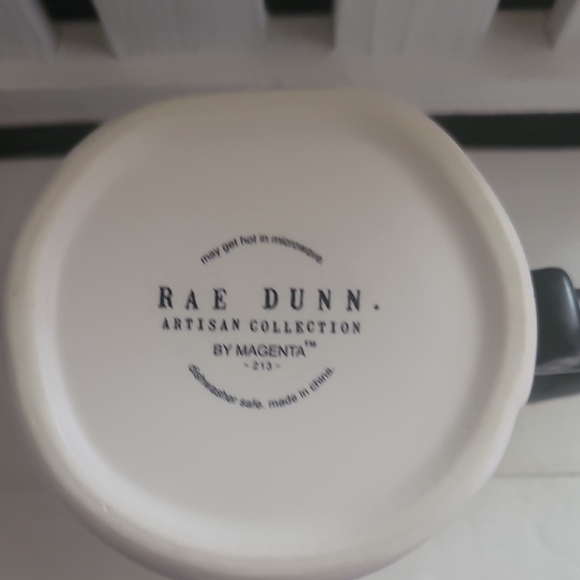 may get hot in microwave.
RAE DUNN.
ARTISAN COLLECTION
BY MAGENTA™
- 213 -
dishwasher safe. made in china.